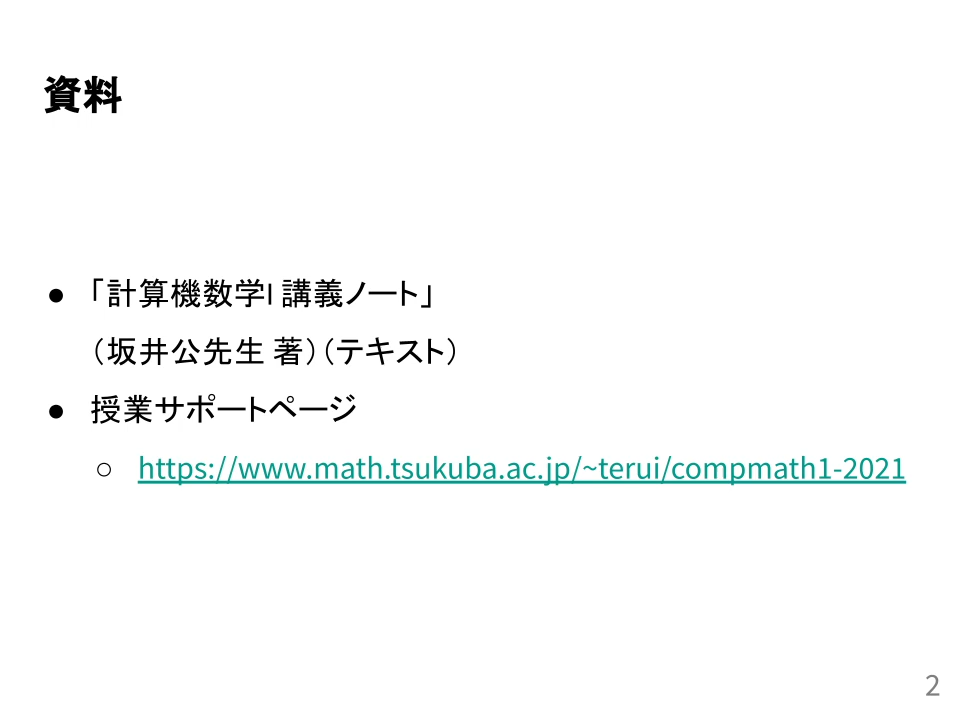 資料
● 「計算機数学I 講義ノート」
（坂井公先生 著）（テキスト）
● 授業サポートページ
○ https://www.math.tsukuba.ac.jp/~terui/compmath1-2021
2